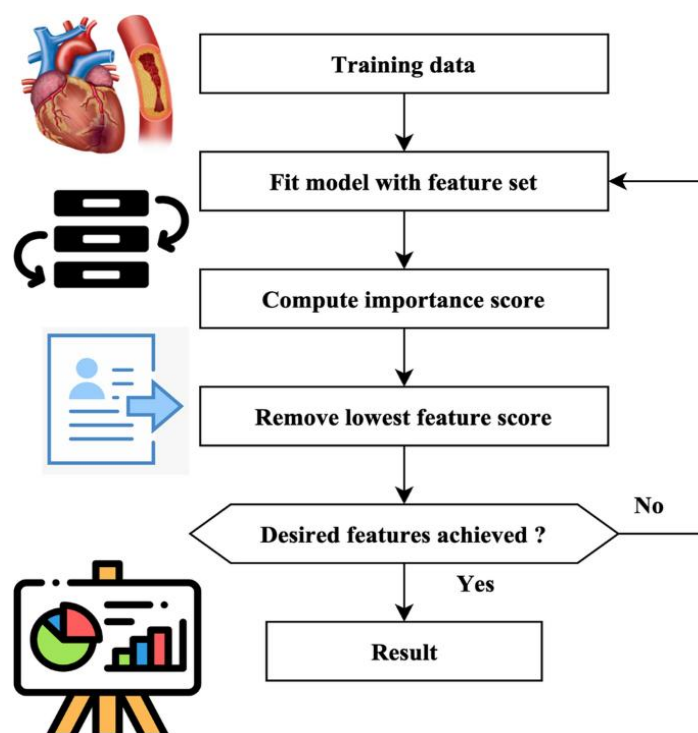 Training data
Fit model with feature set
Compute importance score
Remove lowest feature score
Desired features achieved ?
No
Yes
Result